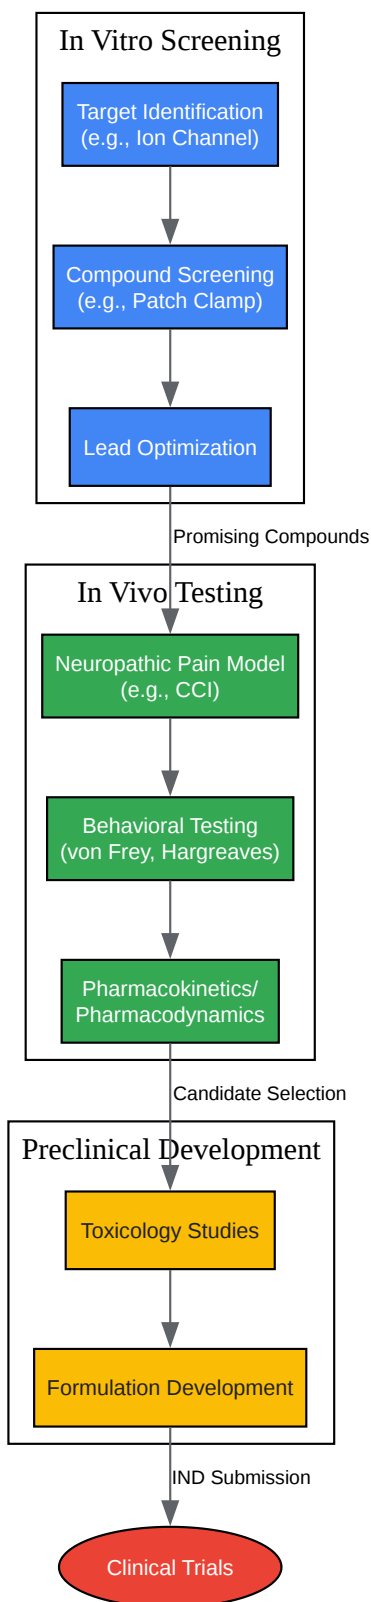 In Vitro Screening
Target Identification
(e.g., Ion Channel)
Compound Screening
(e.g., Patch Clamp)
Lead Optimization
Promising Compounds
In Vivo Testing
Neuropathic Pain Model
(e.g., CCI)
Behavioral Testing
(von Frey, Hargreaves)
Pharmacokinetics/
Pharmacodynamics
Candidate Selection
Preclinical Development
Toxicology Studies
Formulation Development
IND Submission
Clinical Trials